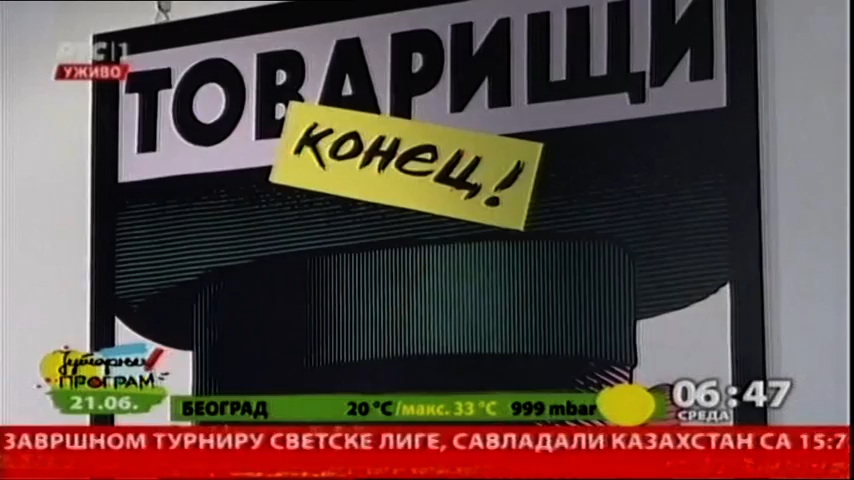 РТС|1
УЖИВО
ТОВАРИЩИ
КОНЕЦ!
Јутарњи
ПРОГРАМ
21.06.
БЕОГРАД 20 °C /макс. 33 °C 999 mbar
06:47
СРЕДА
ЗАВРШНОМ ТУРНИРУ СВЕТСКЕ ЛИГЕ, САВЛАДАЛИ КАЗАХСТАН СА 15:7